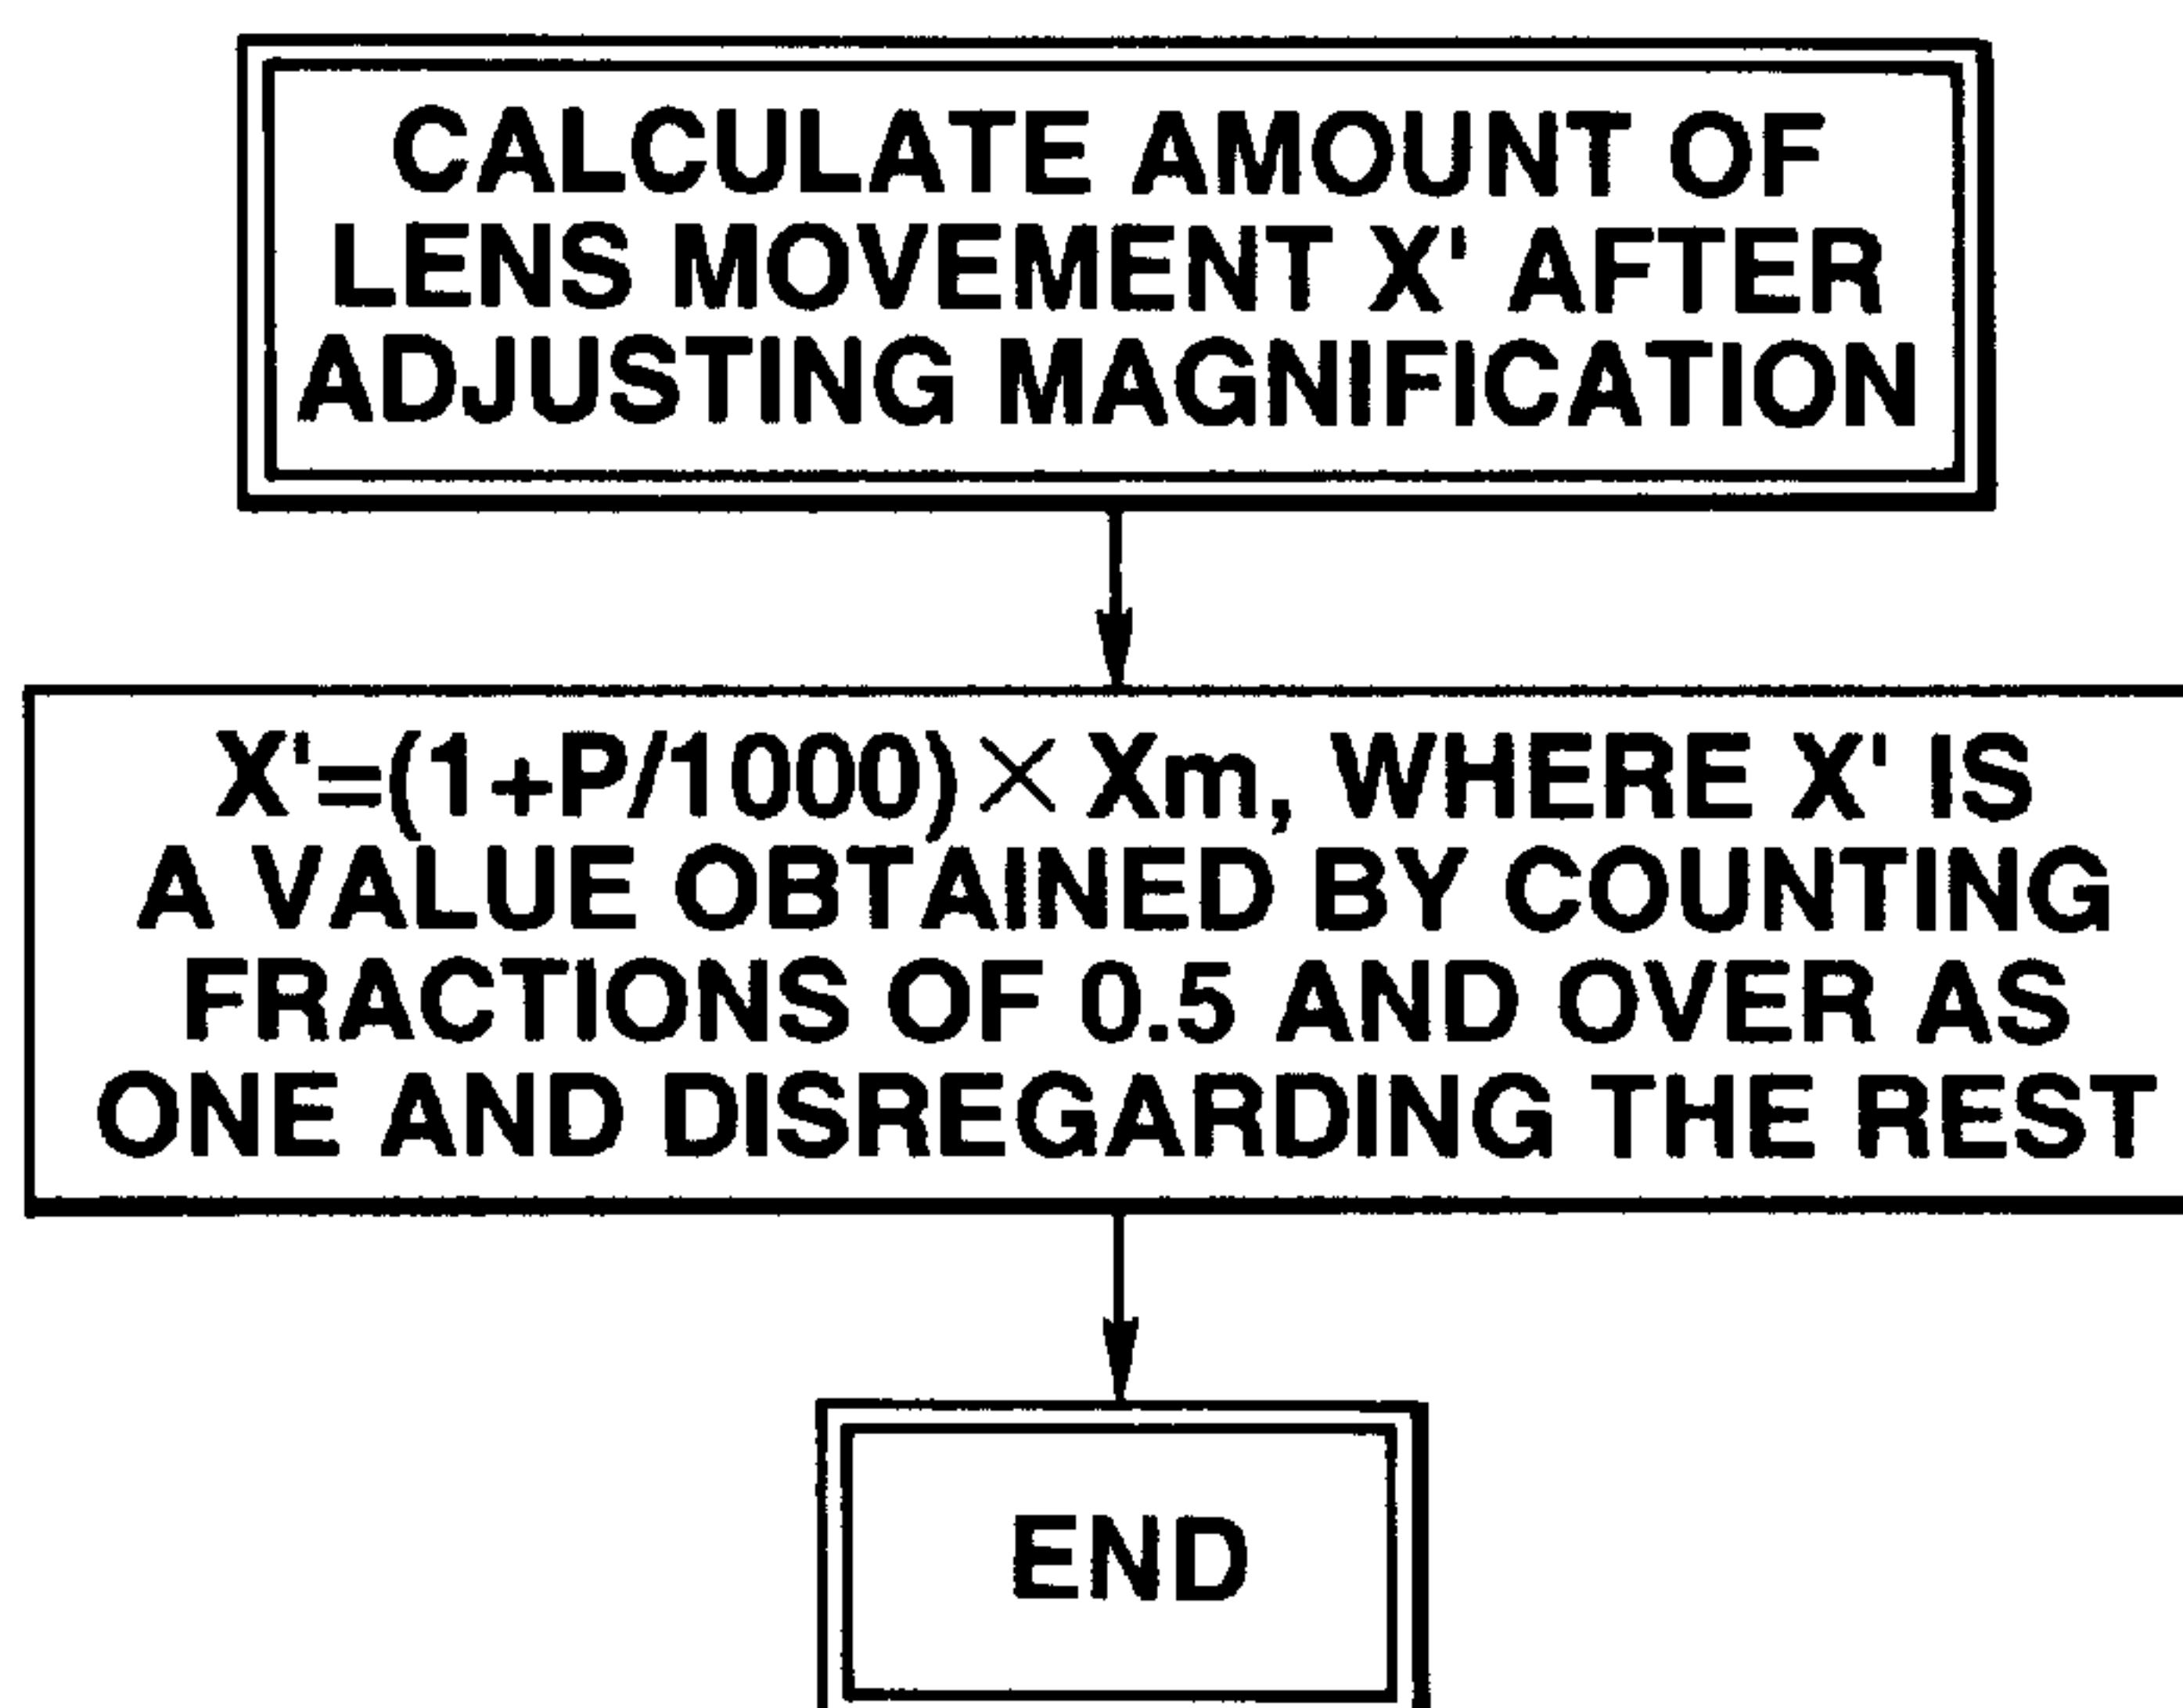 CALCULATE AMOUNT OF
LENS MOVEMENT X' AFTER
ADJUSTING MAGNIFICATION
X'=(1+P/1000)× Xm, WHERE X' IS
A VALUE OBTAINED BY COUNTING
FRACTIONS OF 0.5 AND OVER AS
ONE AND DISREGARDING THE REST
END